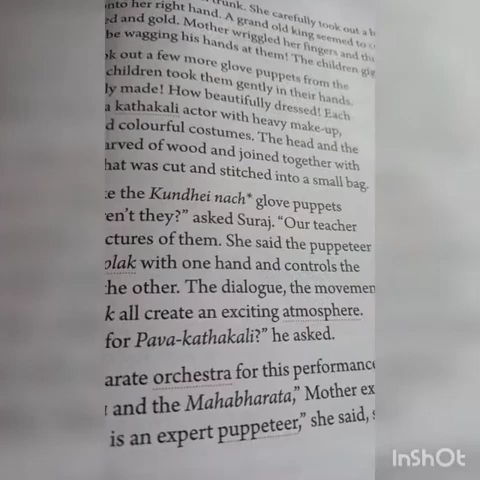 nto her right hand. A grand old king seemed to
ed and gold. Mother wriggled her fingers and the
be wagging his hands at them! The children gig
ok out a few more glove puppets from the
children took them gently in their hands.
ly made! How beautifully dressed! Each
a kathakali actor with heavy make-up,
d colourful costumes. The head and the
arved of wood and joined together with
hat was cut and stitched into a small bag.
ke the Kundhei nach* glove puppets
en't they?" asked Suraj. "Our teacher
ctures of them. She said the puppeteer
olak with one hand and controls the
the other. The dialogue, the movemen
k all create an exciting atmosphere.
for Pava-kathakali?" he asked.
arate orchestra for this performance
and the Mahabharata," Mother ex
is an expert puppeteer," she said,
InShOt